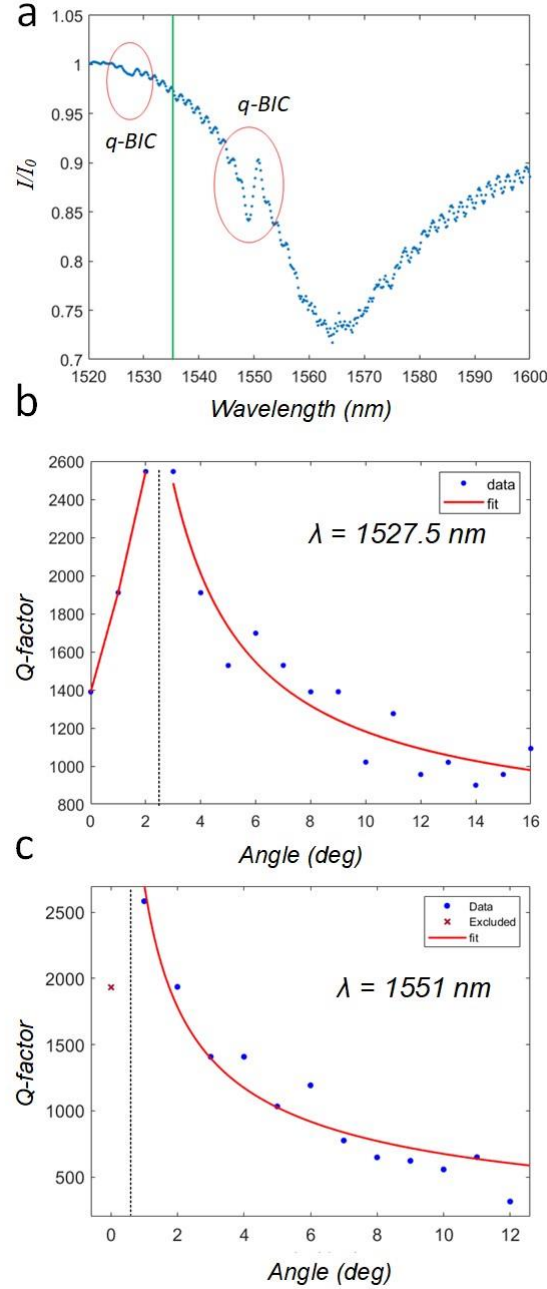 a
1.05
1
0.95
0.9
0.85
0.8
0.75
0.7
q-BIC
q-BIC
I/I0
1520 1530 1540 1550 1560 1570 1580 1590 1600
Wavelength (nm)
b
2600
2400
2200
2000
1800
1600
1400
1200
1000
800
data
fit
λ = 1527.5 nm
Q-factor
0 2 4 6 8 10 12 14 16
Angle (deg)
c
2500
2000
1500
1000
500
Data
Excluded
fit
λ = 1551 nm
Q-factor
0 2 4 6 8 10 12
Angle (deg)